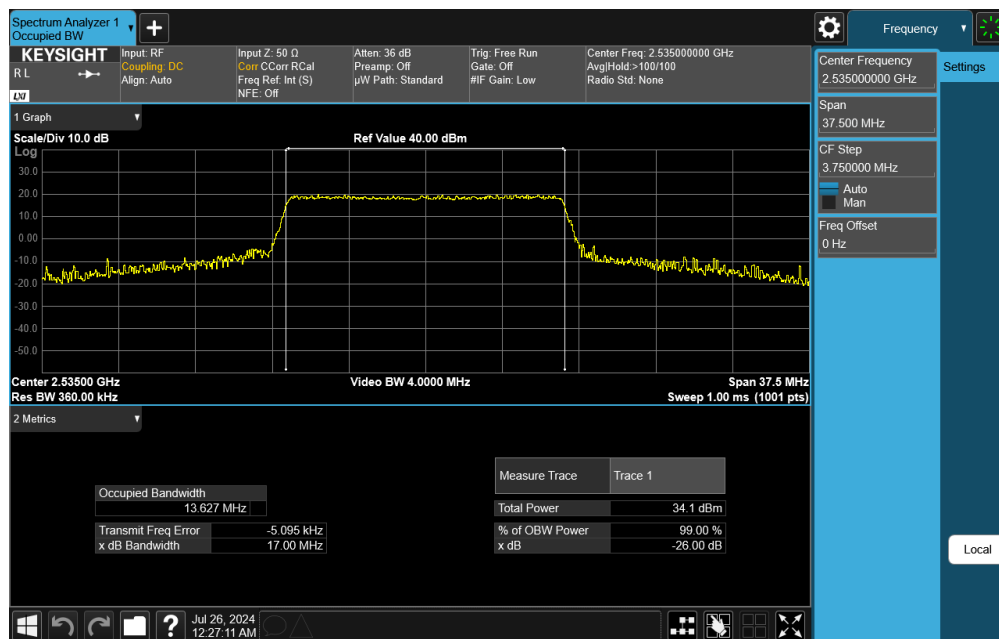 Spectrum Analyzer 1
Occupied BW
Frequency
KEYSIGHT
R L
LXI
Input: RF
Coupling: DC
Align: Auto
Input Z: 50 Ω
Corr CCorr RCal
Freq Ref: Int (S)
NFE: Off
Atten: 36 dB
Preamp: Off
µW Path: Standard
Trig: Free Run
Gate: Off
#IF Gain: Low
Center Freq: 2.535000000 GHz
Avg|Hold:>100/100
Radio Std: None
Center Frequency
2.535000000 GHz
Settings
Span
37.500 MHz
CF Step
3.750000 MHz
Auto
Man
Freq Offset
0 Hz
Local
1 Graph
Scale/Div 10.0 dB
Ref Value 40.00 dBm
Log
30.0
20.0
10.0
0.00
-10.0
-20.0
-30.0
-40.0
-50.0
Center 2.53500 GHz
Video BW 4.0000 MHz
Span 37.5 MHz
Res BW 360.00 kHz
Sweep 1.00 ms (1001 pts)
2 Metrics
Occupied Bandwidth
13.627 MHz
Transmit Freq Error -5.095 kHz
x dB Bandwidth 17.00 MHz
Measure Trace Trace 1
Total Power 34.1 dBm
% of OBW Power 99.00 %
x dB -26.00 dB
Jul 26, 2024
12:27:11 AM